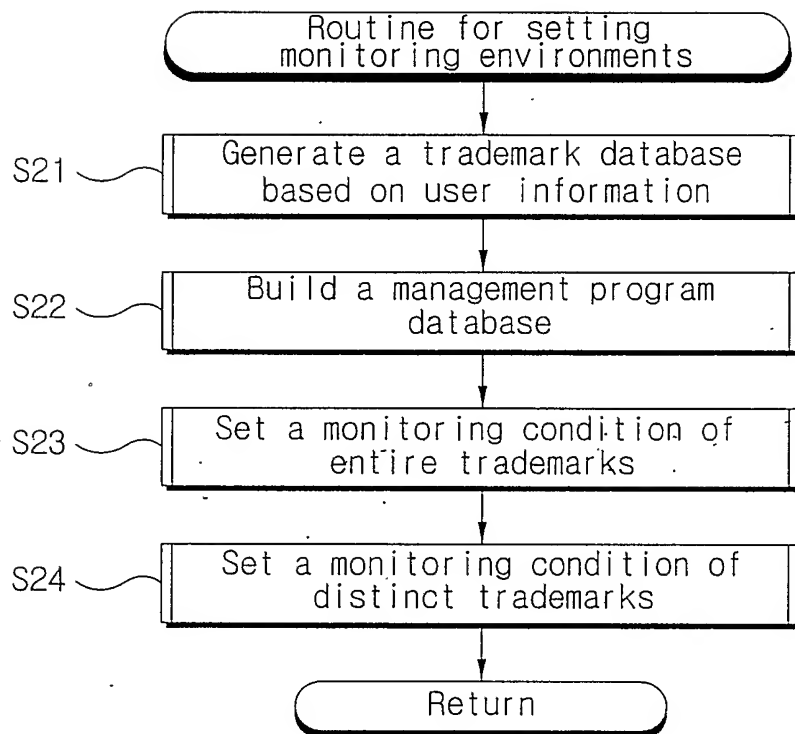 Routine for setting
monitoring environments
S21
Generate a trademark database
based on user information
S22
Build a management program
database
S23
Set a monitoring condition of
entire trademarks
S24
Set a monitoring condition of
distinct trademarks
Return